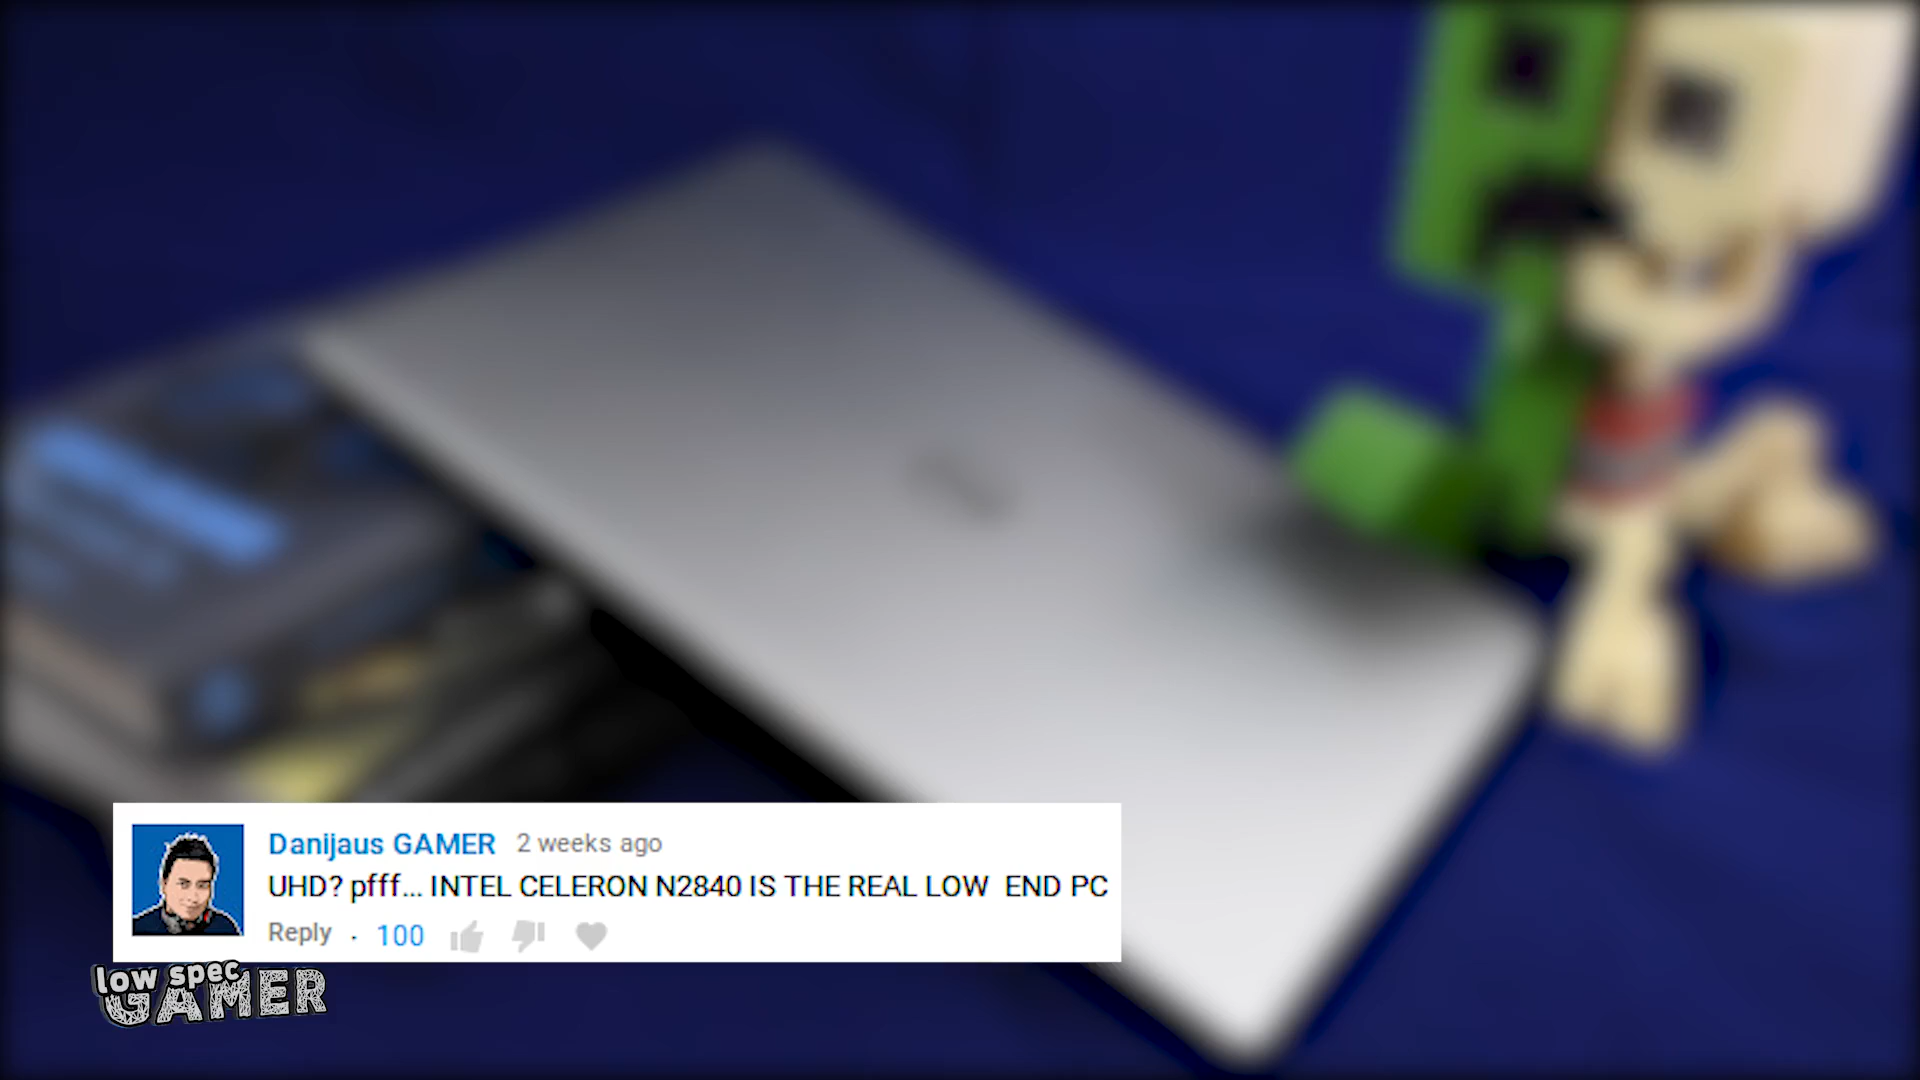 Danijaus GAMER 2 weeks ago
UHD? pfff... INTEL CELERON N2840 IS THE REAL LOW  END PC
Reply . 100
low spec
GAMER